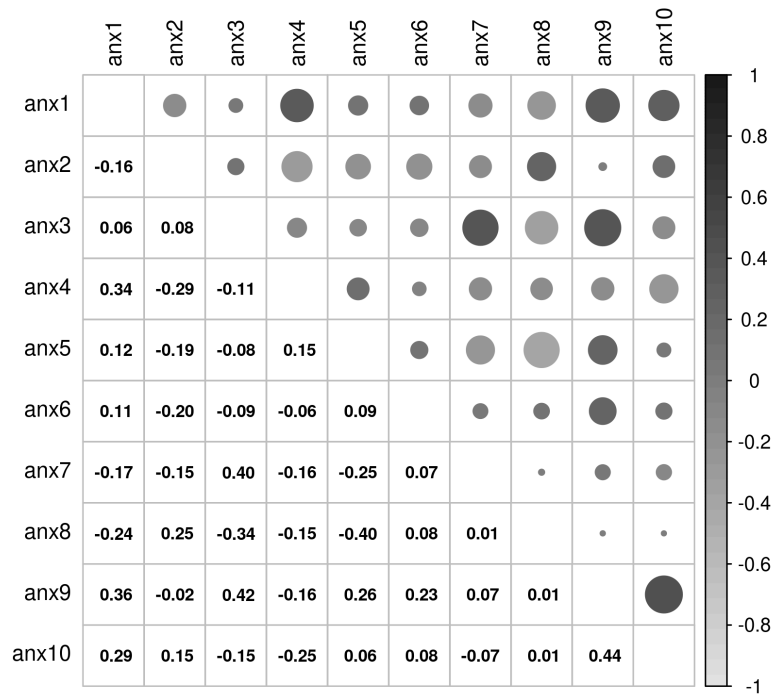 anx1 anx2 anx3 anx4 anx5 anx6 anx7 anx8 anx9 anx10
1
anx1
0.8
anx2 -0.16
0.6
anx3 0.06 0.08
0.4
anx4 0.34 -0.29 -0.11
0.2
anx5 0.12 -0.19 -0.08 0.15
0
anx6 0.11 -0.20 -0.09 -0.06 0.09
-0.2
anx7 -0.17 -0.15 0.40 -0.16 -0.25 0.07
-0.4
anx8 -0.24 0.25 -0.34 -0.15 -0.40 0.08 0.01
-0.6
anx9 0.36 -0.02 0.42 -0.16 0.26 0.23 0.07 0.01
-0.8
anx10 0.29 0.15 -0.15 -0.25 0.06 0.08 -0.07 0.01 0.44
-1